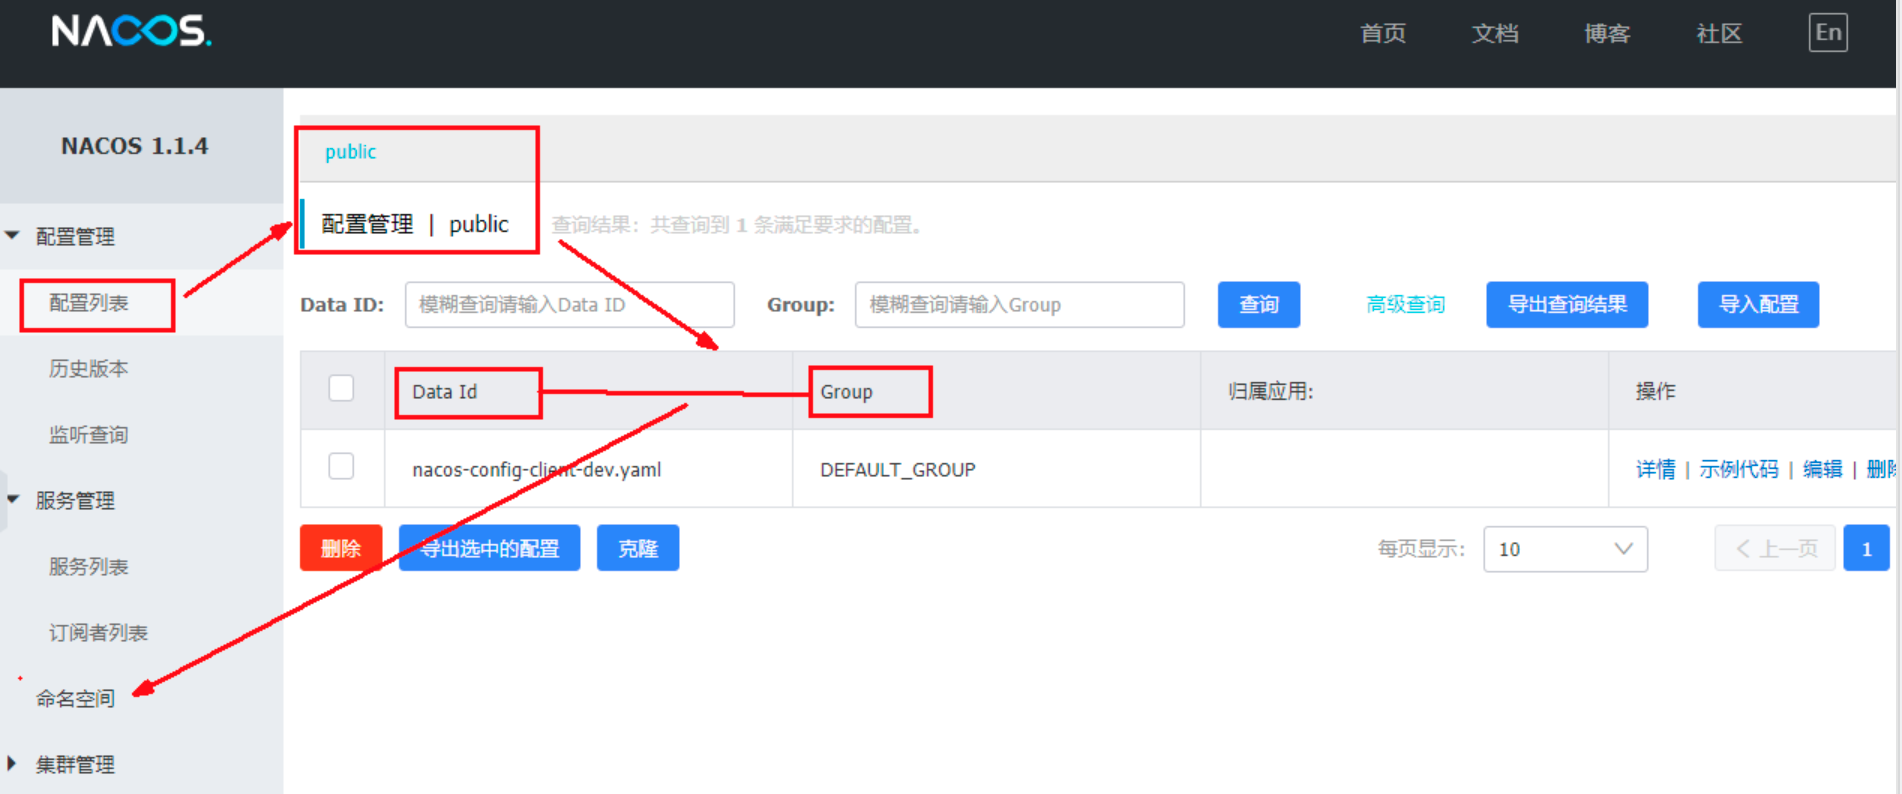 NACOS. 首页 文档 博客 社区 En
NACOS 1.1.4
配置管理
配置列表
历史版本
监听查询
服务管理
服务列表
订阅者列表
命名空间
集群管理
public
配置管理 | public 查询结果：共查询到 1 条满足要求的配置。
Data ID: 模糊查询请输入Data ID Group: 模糊查询请输入Group 查询 高级查询 导出查询结果 导入配置
Data Id Group 归属应用: 操作
nacos-config-client-dev.yaml DEFAULT_GROUP 详情 | 示例代码 | 编辑 | 删除
删除 导出选中的配置 克隆 每页显示: 10 上一页 1